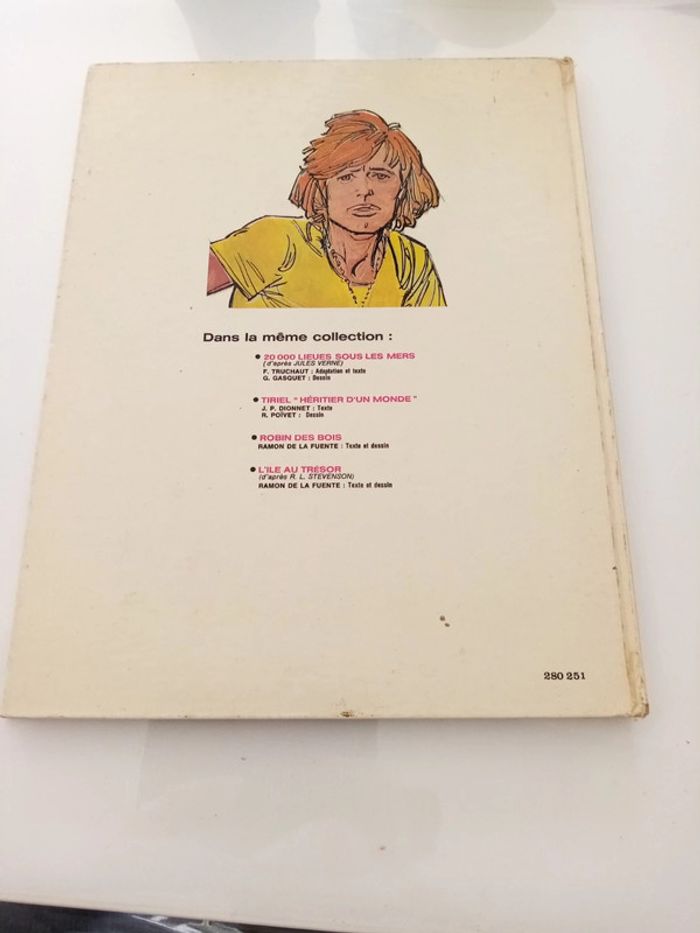 Dans la même collection :
● 20 000 LIEUES SOUS LES MERS
(d'après JULES VERNE)
F. TRUCHAUT : Adaptation et texte
G. GASQUET : Dessin
● TIRIEL " HÉRITIER D'UN MONDE "
J. P. DIONNET : Texte
R. POÏVET : Dessin
● ROBIN DES BOIS
RAMON DE LA FUENTE : Texte et dessin
● L'ILE AU TRÉSOR
(d'après R. L. STEVENSON)
RAMON DE LA FUENTE : Texte et dessin
280 251